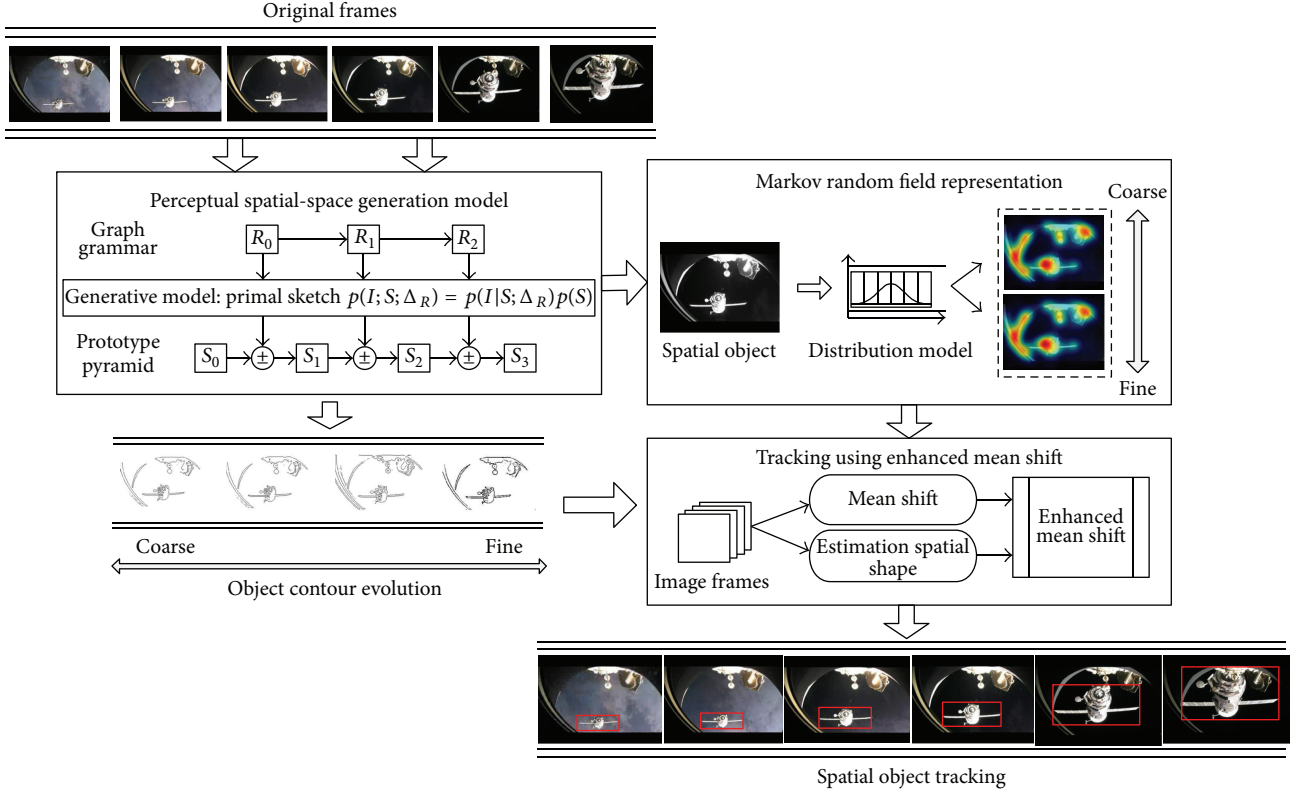 Original frames
Perceptual spatial-space generation model
Graph
grammar
R0
R1
R2
Generative model: primal sketch p(I; S; Δ_R) = p(I|S; Δ_R)p(S)
Prototype
pyramid
S0
±
S1
±
S2
±
S3
Markov random field representation
Coarse
Spatial object
Distribution model
Fine
Coarse
Fine
Object contour evolution
Tracking using enhanced mean shift
Mean shift
Estimation spatial
shape
Image frames
Enhanced
mean shift
Spatial object tracking